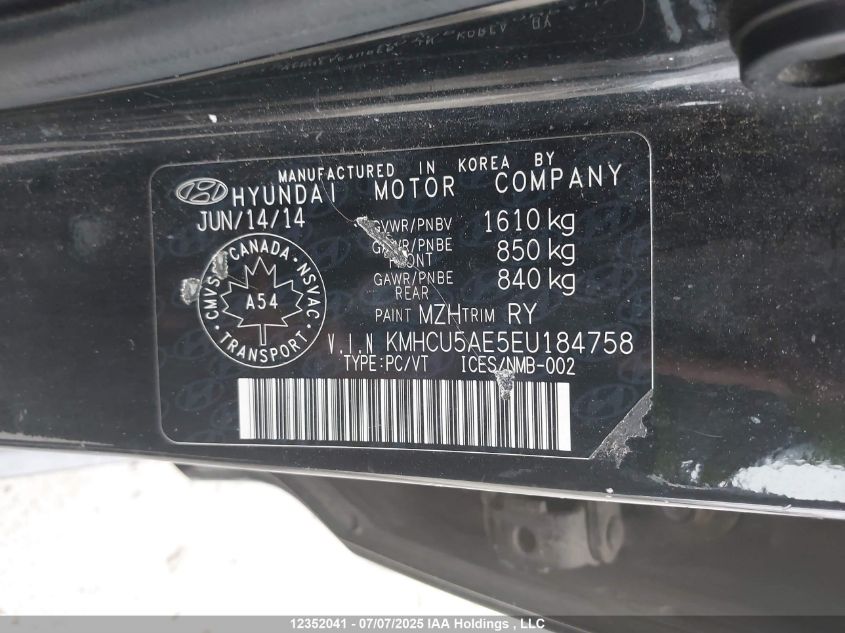 MANUFACTURED IN KOREA BY
HYUNDAI MOTOR COMPANY
JUN/14/14
GVWR/PNBV 1610 kg
GAWR/PNBE FRONT 850 kg
GAWR/PNBE REAR 840 kg
CANADA · NSVAC · TRANSPORT · CMVSS
A54
PAINT MZH TRIM RY
V.I.N KMHCU5AE5EU184758
TYPE:PC/VT ICES/NMB-002
12352041 - 07/07/2025 IAA Holdings , LLC